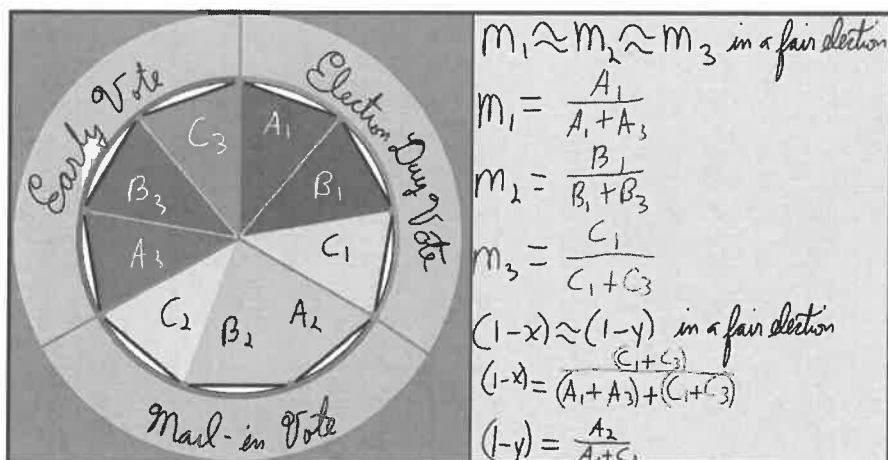 Early Vote
Election Day Vote
Mail-in Vote
A₁
B₁
C₁
A₂
B₂
C₂
A₃
B₃
C₃
m₁ ≈ m₂ ≈ m₃ in a fair election
m₁ = A₁ / (A₁ + A₃)
m₂ = B₁ / (B₁ + B₃)
m₃ = C₁ / (C₁ + C₃)
(1-x) ≈ (1-y) in a fair election
(1-x) = (C₁ + C₃) / ((A₁ + A₃) + (C₁ + C₃))
(1-y) = A₂ /